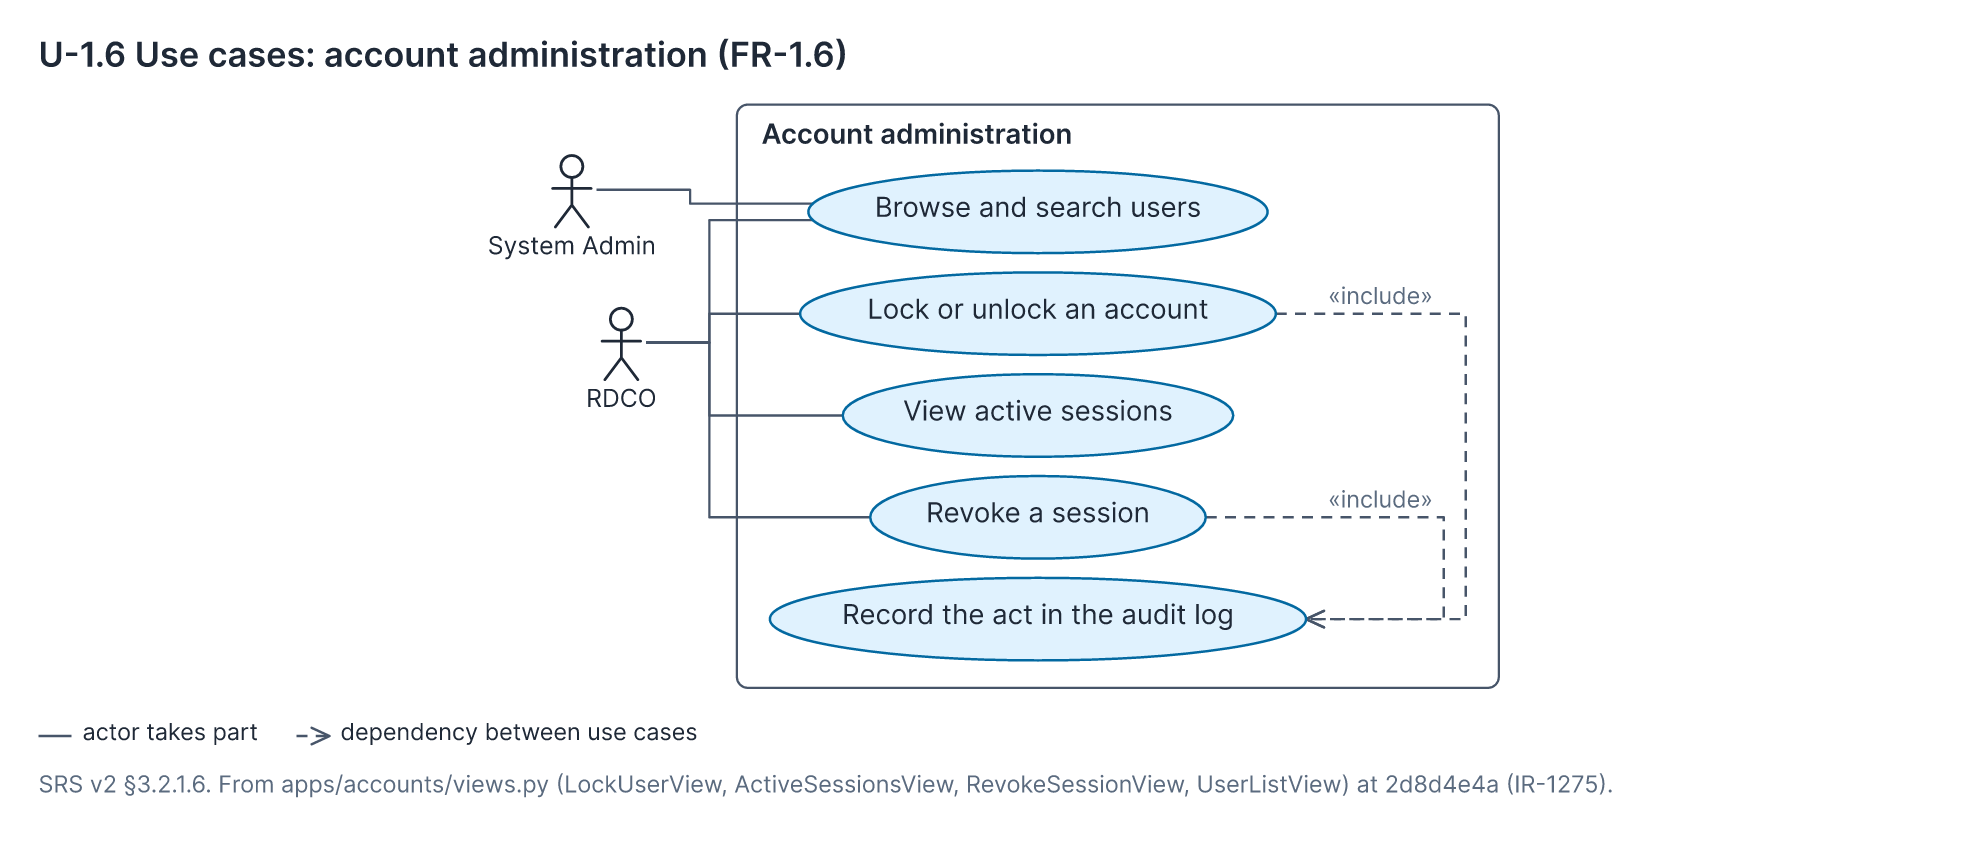 U-1.6 Use cases: account administration (FR-1.6)
Account administration
System Admin
Browse and search users
Lock or unlock an account
«include»
RDCO
View active sessions
Revoke a session
«include»
Record the act in the audit log
actor takes part
dependency between use cases
SRS v2 §3.2.1.6. From apps/accounts/views.py (LockUserView, ActiveSessionsView, RevokeSessionView, UserListView) at 2d8d4e4a (IR-1275).